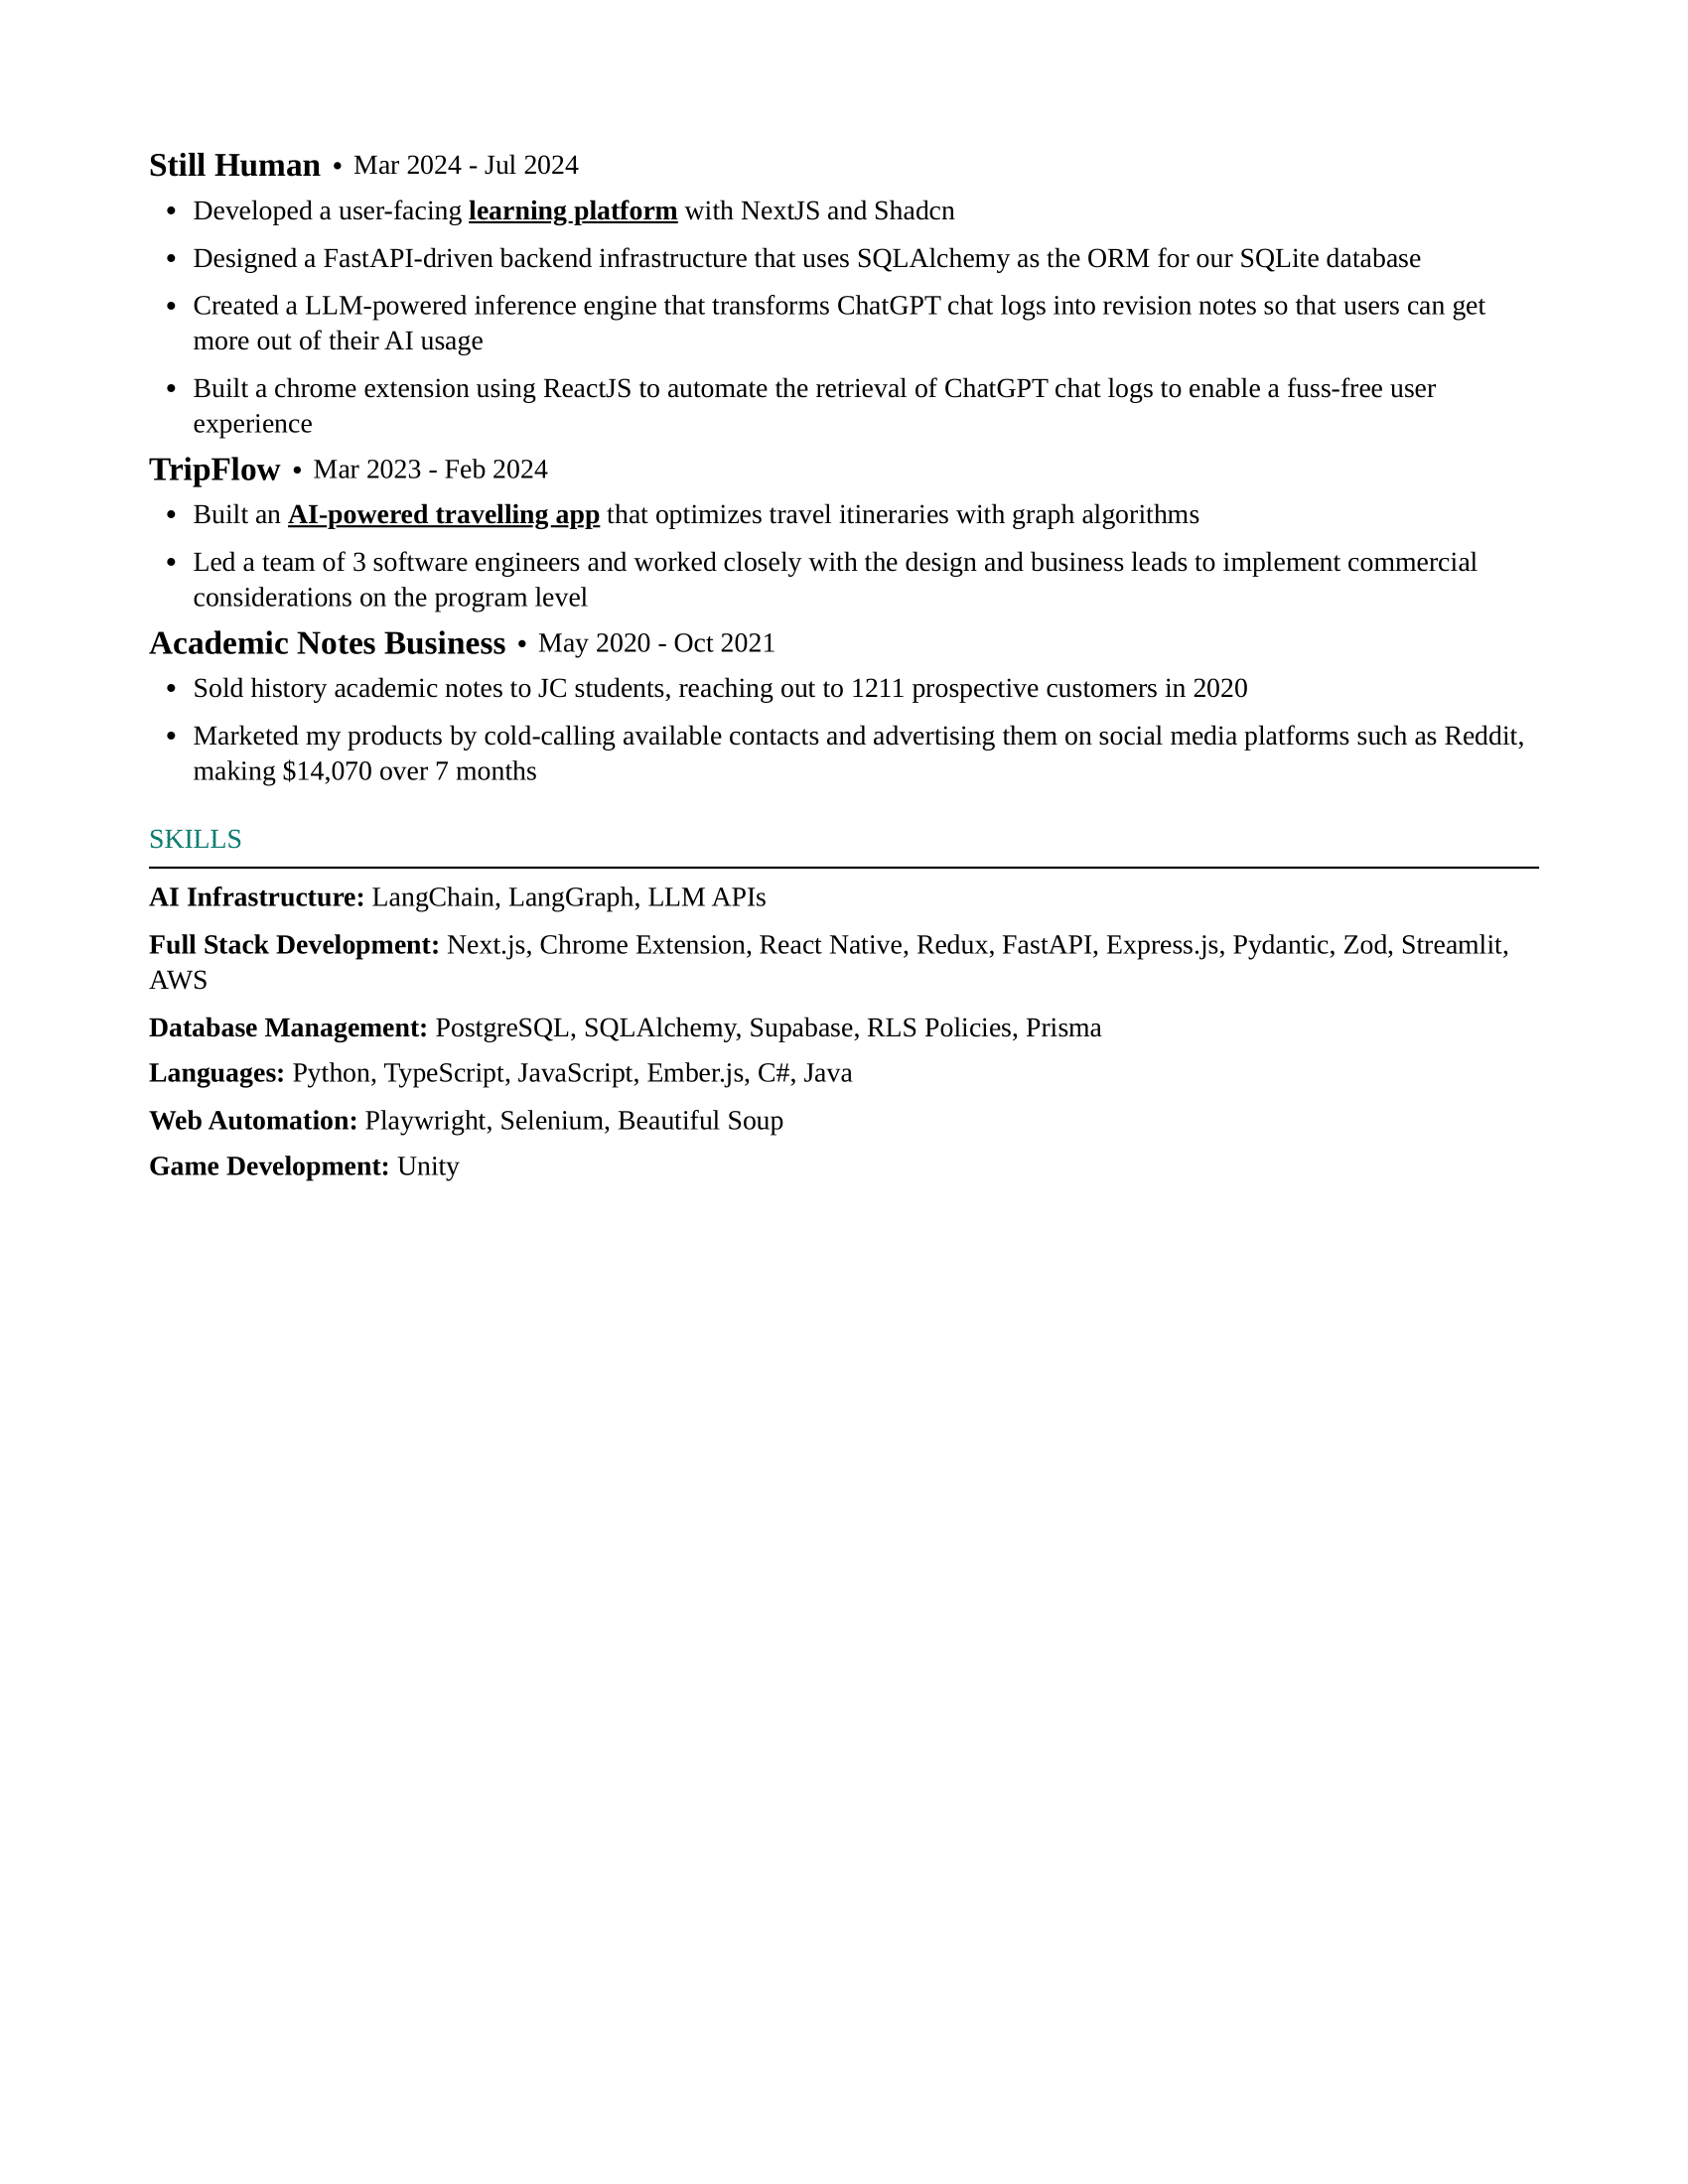 Still Human • Mar 2024 - Jul 2024
• Developed a user-facing learning platform with NextJS and Shadcn
• Designed a FastAPI-driven backend infrastructure that uses SQLAlchemy as the ORM for our SQLite database
• Created a LLM-powered inference engine that transforms ChatGPT chat logs into revision notes so that users can get
more out of their AI usage
• Built a chrome extension using ReactJS to automate the retrieval of ChatGPT chat logs to enable a fuss-free user
experience
TripFlow • Mar 2023 - Feb 2024
• Built an AI-powered travelling app that optimizes travel itineraries with graph algorithms
• Led a team of 3 software engineers and worked closely with the design and business leads to implement commercial
considerations on the program level
Academic Notes Business • May 2020 - Oct 2021
• Sold history academic notes to JC students, reaching out to 1211 prospective customers in 2020
• Marketed my products by cold-calling available contacts and advertising them on social media platforms such as Reddit,
making $14,070 over 7 months
SKILLS
AI Infrastructure: LangChain, LangGraph, LLM APIs
Full Stack Development: Next.js, Chrome Extension, React Native, Redux, FastAPI, Express.js, Pydantic, Zod, Streamlit,
AWS
Database Management: PostgreSQL, SQLAlchemy, Supabase, RLS Policies, Prisma
Languages: Python, TypeScript, JavaScript, Ember.js, C#, Java
Web Automation: Playwright, Selenium, Beautiful Soup
Game Development: Unity